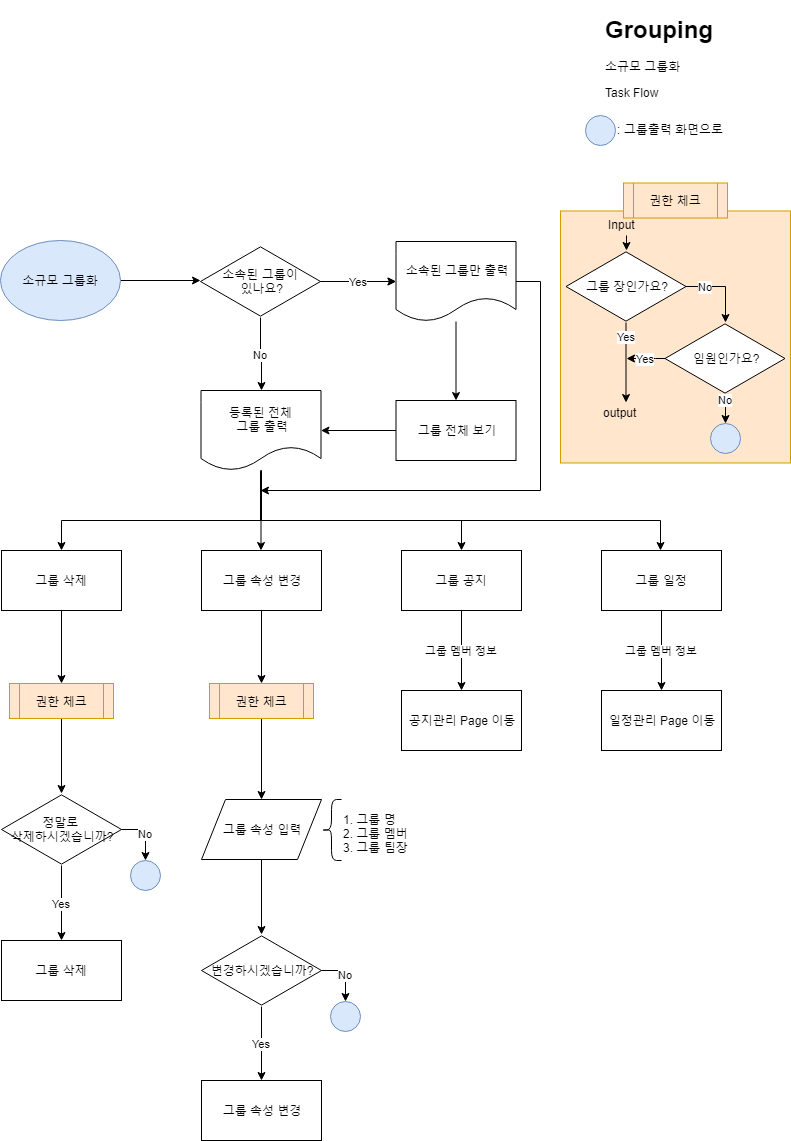 Grouping
소규모 그룹화
Task Flow
: 그룹출력 화면으로
권한 체크
Input
그룹 장인가요?
No
Yes
임원인가요?
Yes
No
output
소규모 그룹화
소속된 그룹이
있나요?
Yes
소속된 그룹만 출력
No
등록된 전체
그룹 출력
그룹 전체 보기
그룹 삭제
그룹 속성 변경
그룹 공지
그룹 일정
그룹 멤버 정보
그룹 멤버 정보
권한 체크
권한 체크
공지관리 Page 이동
일정관리 Page 이동
정말로
삭제하시겠습니까?
No
그룹 속성 입력
1. 그룹 명
2. 그룹 멤버
3. 그룹 팀장
Yes
그룹 삭제
변경하시겠습니까?
No
Yes
그룹 속성 변경